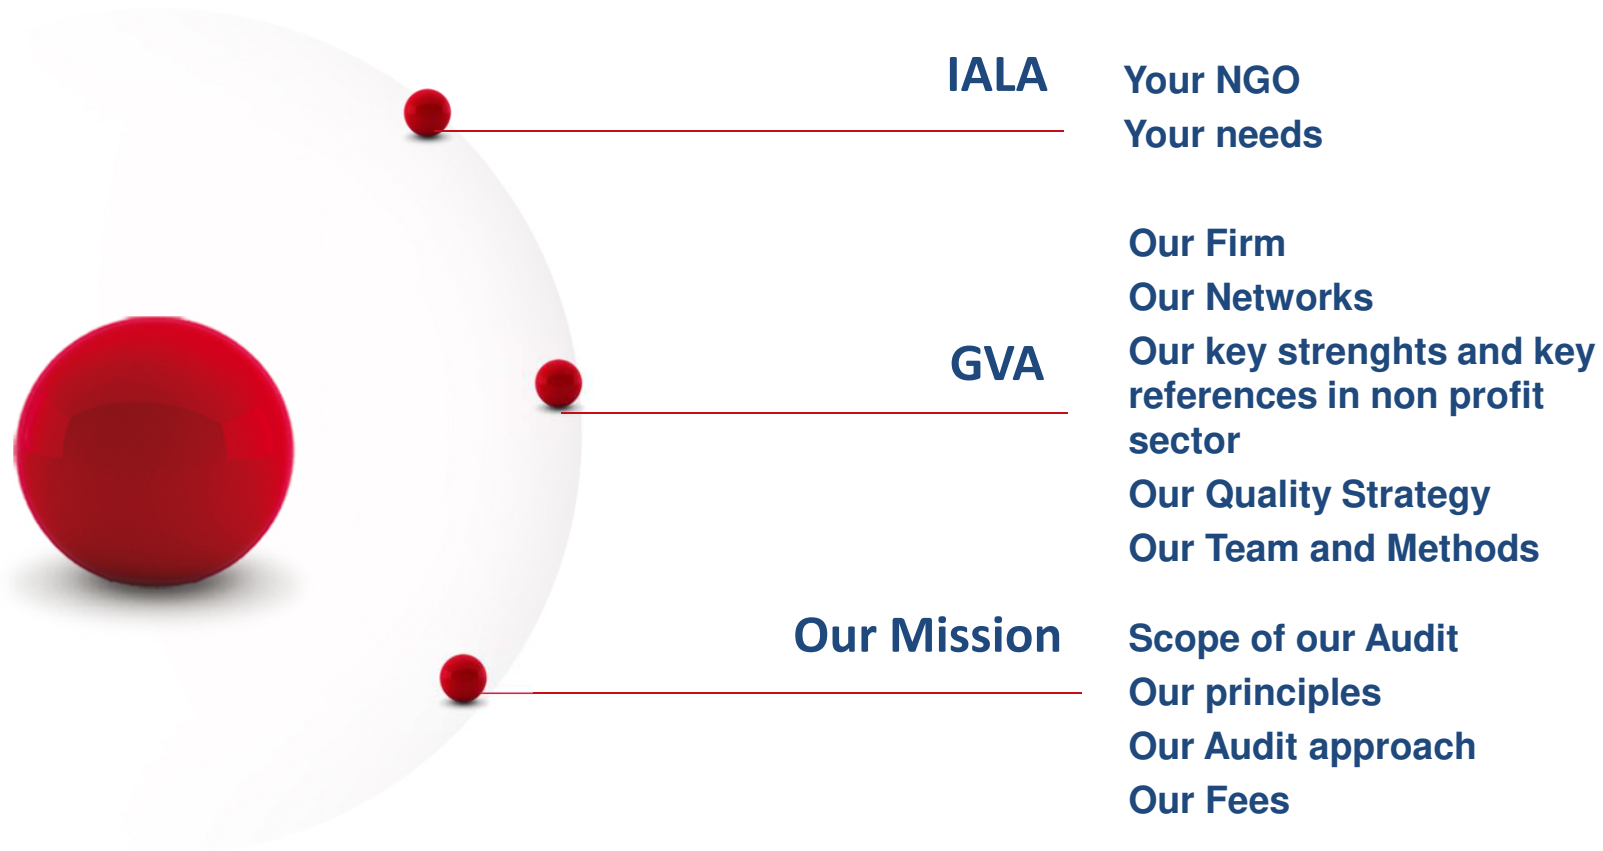 IALA
Your NGO
Your needs
GVA
Our Firm
Our Networks
Our key strenghts and key
references in non profit
sector
Our Quality Strategy
Our Team and Methods
Our Mission
Scope of our Audit
Our principles
Our Audit approach
Our Fees